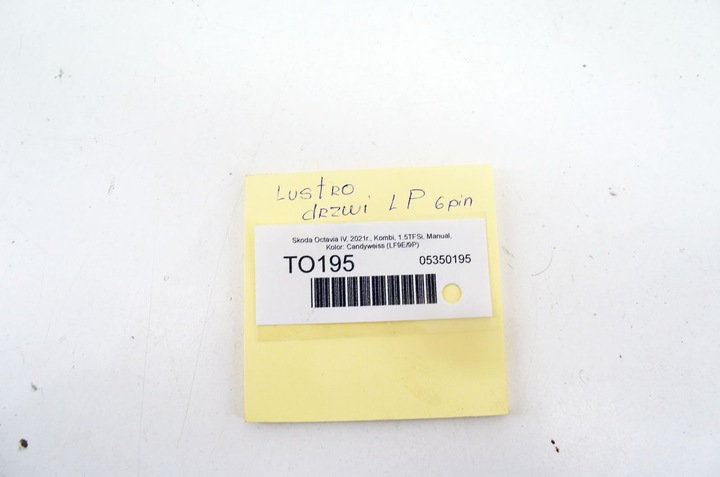 Lustro
drzwi LP 6pin
Skoda Octavia IV, 2021r., Kombi, 1.5TFSi, Manual,
Kolor: Candyweiss (LF9E/9P)
TO195 05350195